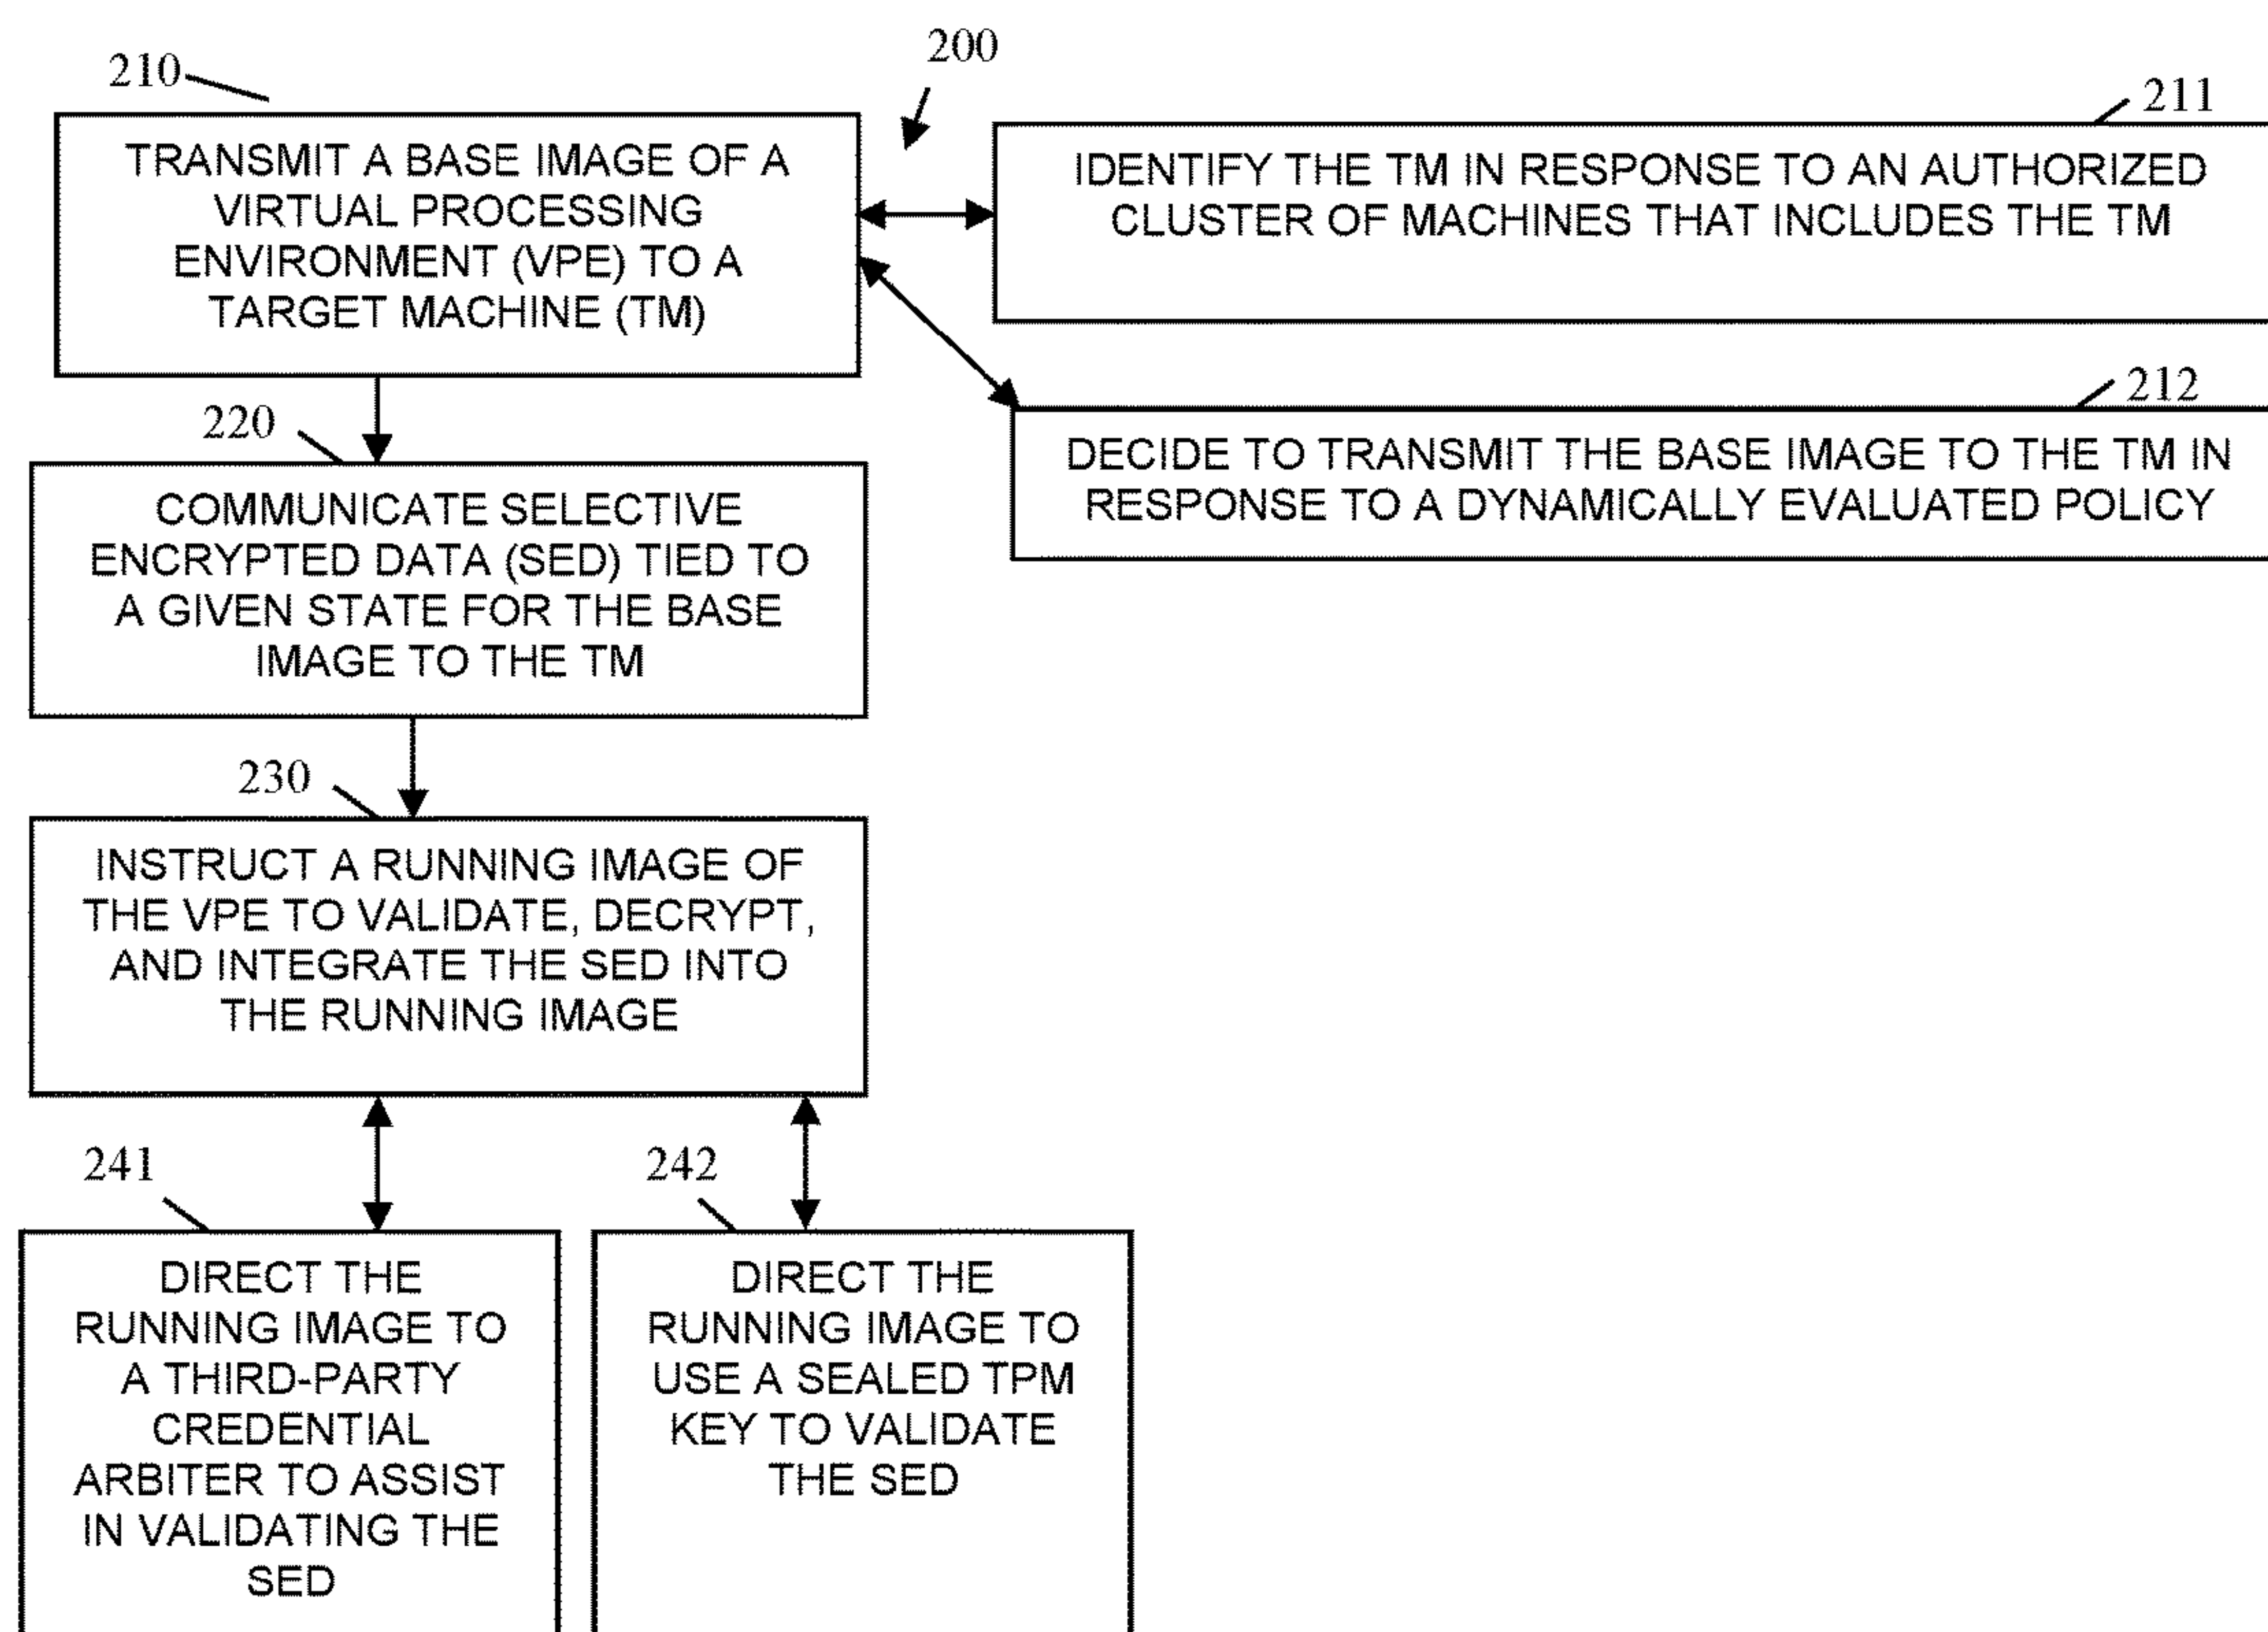 200
210
TRANSMIT A BASE IMAGE OF A
VIRTUAL PROCESSING
ENVIRONMENT (VPE) TO A
TARGET MACHINE (TM)
211
IDENTIFY THE TM IN RESPONSE TO AN AUTHORIZED
CLUSTER OF MACHINES THAT INCLUDES THE TM
212
DECIDE TO TRANSMIT THE BASE IMAGE TO THE TM IN
RESPONSE TO A DYNAMICALLY EVALUATED POLICY
220
COMMUNICATE SELECTIVE
ENCRYPTED DATA (SED) TIED TO
A GIVEN STATE FOR THE BASE
IMAGE TO THE TM
230
INSTRUCT A RUNNING IMAGE OF
THE VPE TO VALIDATE, DECRYPT,
AND INTEGRATE THE SED INTO
THE RUNNING IMAGE
241
DIRECT THE
RUNNING IMAGE TO
A THIRD-PARTY
CREDENTIAL
ARBITER TO ASSIST
IN VALIDATING THE
SED
242
DIRECT THE
RUNNING IMAGE TO
USE A SEALED TPM
KEY TO VALIDATE
THE SED